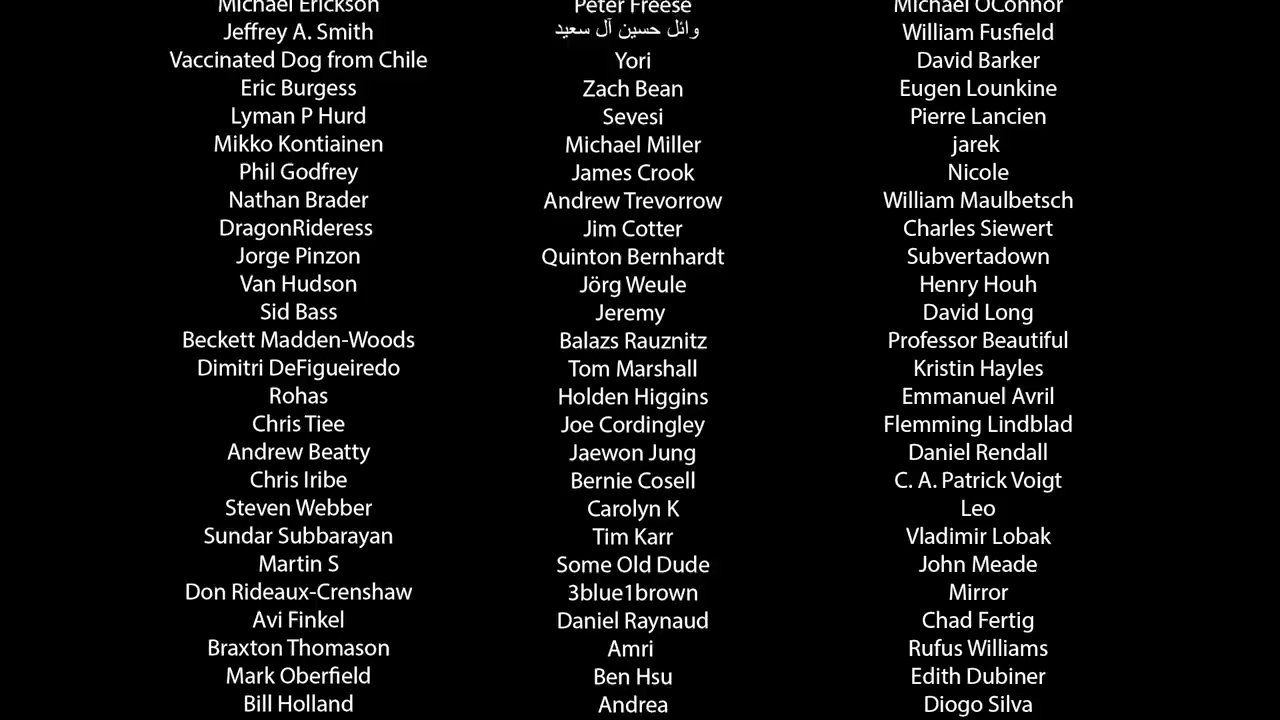 Michael Erickson
Jeffrey A. Smith
Vaccinated Dog from Chile
Eric Burgess
Lyman P Hurd
Mikko Kontiainen
Phil Godfrey
Nathan Brader
DragonRideress
Jorge Pinzon
Van Hudson
Sid Bass
Beckett Madden-Woods
Dimitri DeFigueiredo
Rohas
Chris Tiee
Andrew Beatty
Chris Iribe
Steven Webber
Sundar Subbarayan
Martin S
Don Rideaux-Crenshaw
Avi Finkel
Braxton Thomason
Mark Oberfield
Bill Holland
Peter Freese
وائل حسين آل سعيد
Yori
Zach Bean
Sevesi
Michael Miller
James Crook
Andrew Trevorrow
Jim Cotter
Quinton Bernhardt
Jörg Weule
Jeremy
Balazs Rauznitz
Tom Marshall
Holden Higgins
Joe Cordingley
Jaewon Jung
Bernie Cosell
Carolyn K
Tim Karr
Some Old Dude
3blue1brown
Daniel Raynaud
Amri
Ben Hsu
Andrea
Michael OConnor
William Fusfield
David Barker
Eugen Lounkine
Pierre Lancien
jarek
Nicole
William Maulbetsch
Charles Siewert
Subvertadown
Henry Houh
David Long
Professor Beautiful
Kristin Hayles
Emmanuel Avril
Flemming Lindblad
Daniel Rendall
C. A. Patrick Voigt
Leo
Vladimir Lobak
John Meade
Mirror
Chad Fertig
Rufus Williams
Edith Dubiner
Diogo Silva